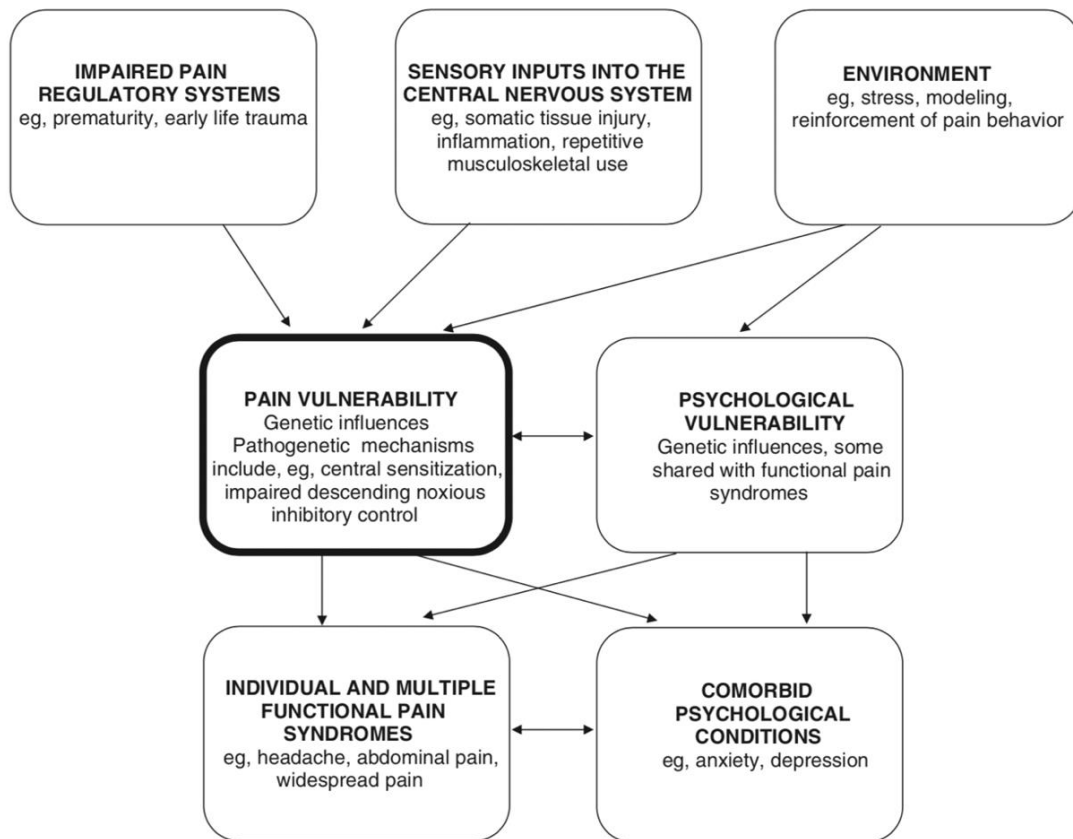 IMPAIRED PAIN
REGULATORY SYSTEMS
eg, prematurity, early life trauma
SENSORY INPUTS INTO THE
CENTRAL NERVOUS SYSTEM
eg, somatic tissue injury,
inflammation, repetitive
musculoskeletal use
ENVIRONMENT
eg, stress, modeling,
reinforcement of pain behavior
PAIN VULNERABILITY
Genetic influences
Pathogenetic mechanisms
include, eg, central sensitization,
impaired descending noxious
inhibitory control
PSYCHOLOGICAL
VULNERABILITY
Genetic influences, some
shared with functional pain
syndromes
INDIVIDUAL AND MULTIPLE
FUNCTIONAL PAIN
SYNDROMES
eg, headache, abdominal pain,
widespread pain
COMORBID
PSYCHOLOGICAL
CONDITIONS
eg, anxiety, depression